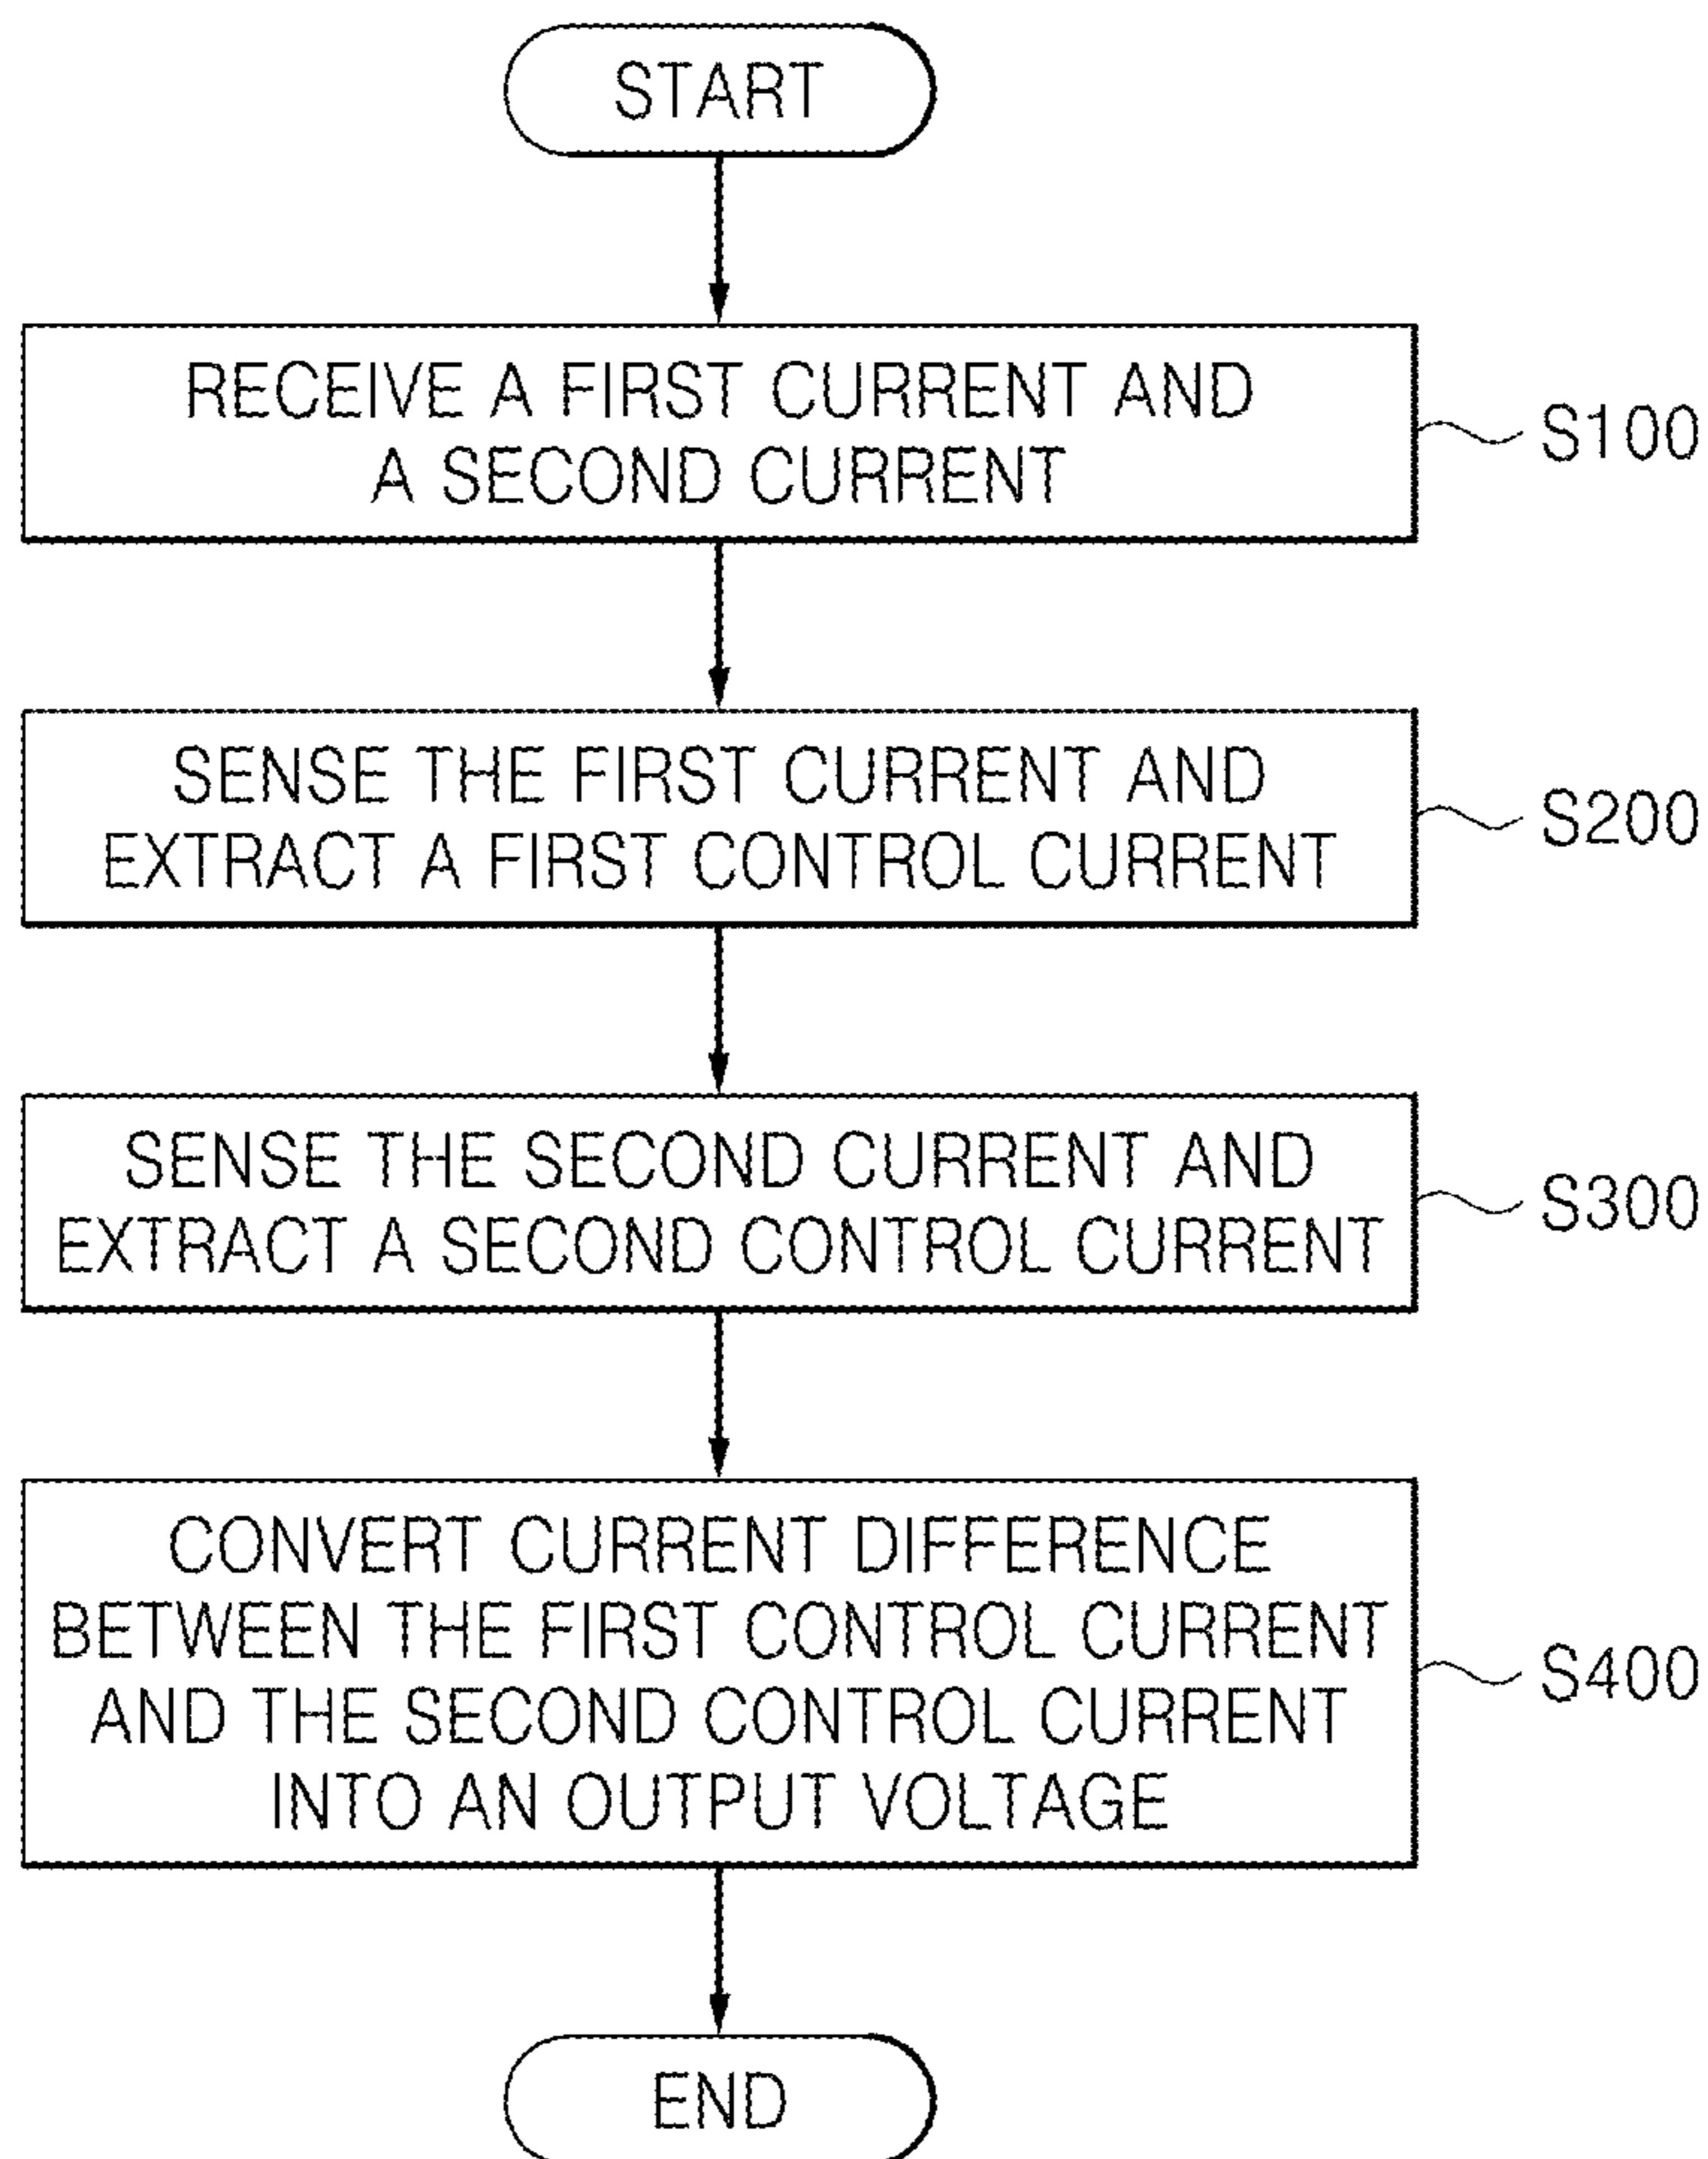 START
RECEIVE A FIRST CURRENT AND
A SECOND CURRENT
S100
SENSE THE FIRST CURRENT AND
EXTRACT A FIRST CONTROL CURRENT
S200
SENSE THE SECOND CURRENT AND
EXTRACT A SECOND CONTROL CURRENT
S300
CONVERT CURRENT DIFFERENCE
BETWEEN THE FIRST CONTROL CURRENT
AND THE SECOND CONTROL CURRENT
INTO AN OUTPUT VOLTAGE
S400
END